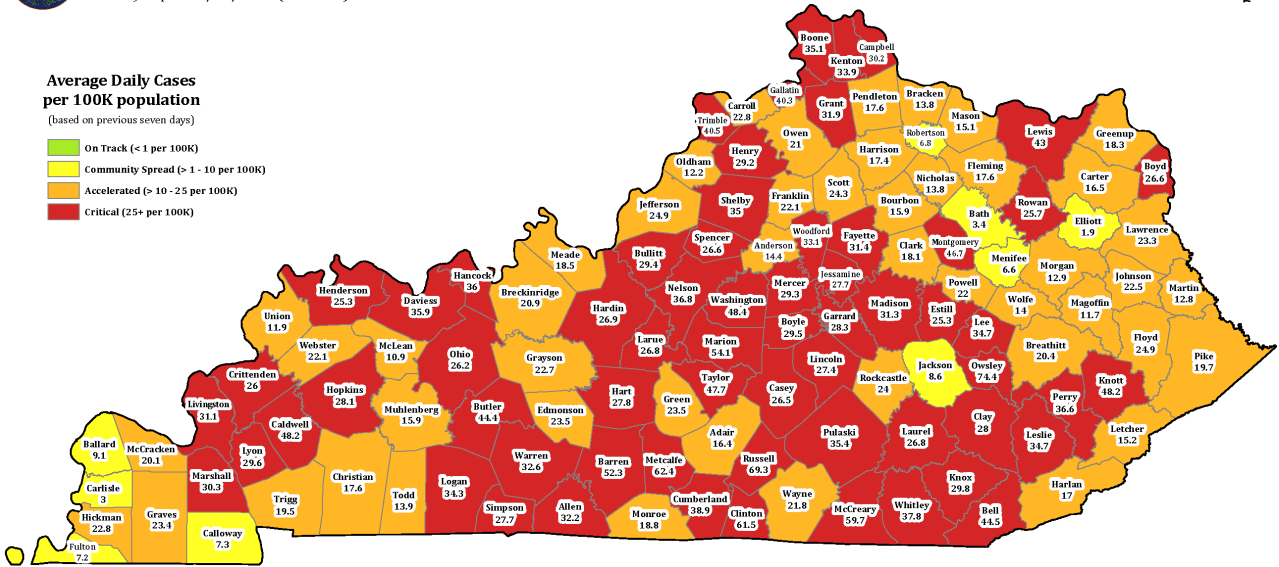 Average Daily Cases
per 100K population
(based on previous seven days)
On Track (< 1 per 100K)
Community Spread (> 1 - 10 per 100K)
Accelerated (> 10 - 25 per 100K)
Critical (25+ per 100K)
Boone
35.1
Kenton
33.9
Campbell
30.2
Gallatin
40.3
Grant
31.9
Pendleton
17.6
Bracken
13.8
Mason
15.1
Robertson
6.8
Lewis
43
Greenup
18.3
Boyd
26.6
Carter
16.5
Trimble
40.5
Carroll
22.8
Owen
21
Harrison
17.4
Henry
29.2
Oldham
12.2
Fleming
17.6
Nicholas
13.8
Rowan
25.7
Elliott
1.9
Lawrence
23.3
Jefferson
24.9
Shelby
35
Franklin
22.1
Scott
24.3
Bourbon
15.9
Bath
3.4
Spencer
26.6
Anderson
14.4
Woodford
33.1
Fayette
31.4
Clark
18.1
Montgomery
46.7
Menifee
6.6
Morgan
12.9
Johnson
22.5
Martin
12.8
Bullitt
29.4
Meade
18.5
Hancock
36
Breckinridge
20.9
Henderson
25.3
Daviess
35.9
Union
11.9
Webster
22.1
McLean
10.9
Ohio
26.2
Grayson
22.7
Hardin
26.9
Nelson
36.8
Washington
48.4
Mercer
29.3
Jessamine
27.7
Madison
31.3
Estill
25.3
Powell
22
Wolfe
14
Magoffin
11.7
Floyd
24.9
Pike
19.7
Larue
26.8
Marion
54.1
Boyle
29.5
Garrard
28.3
Lincoln
27.4
Lee
34.7
Breathitt
20.4
Jackson
8.6
Owsley
74.4
Rockcastle
24
Perry
36.6
Knott
48.2
Letcher
15.2
Crittenden
26
Livingston
31.1
Hopkins
28.1
Caldwell
48.2
Muhlenberg
15.9
Butler
44.4
Edmonson
23.5
Hart
27.8
Green
23.5
Taylor
47.7
Casey
26.5
Adair
16.4
Pulaski
35.4
Laurel
26.8
Clay
28
Leslie
34.7
Harlan
17
Ballard
9.1
McCracken
20.1
Lyon
29.6
Marshall
30.3
Carlisle
3
Hickman
22.8
Graves
23.4
Calloway
7.3
Fulton
7.2
Trigg
19.5
Christian
17.6
Todd
13.9
Logan
34.3
Warren
32.6
Simpson
27.7
Allen
32.2
Barren
52.3
Metcalfe
62.4
Monroe
18.8
Cumberland
38.9
Russell
69.3
Clinton
61.5
Wayne
21.8
McCreary
59.7
Whitley
37.8
Knox
29.8
Bell
44.5